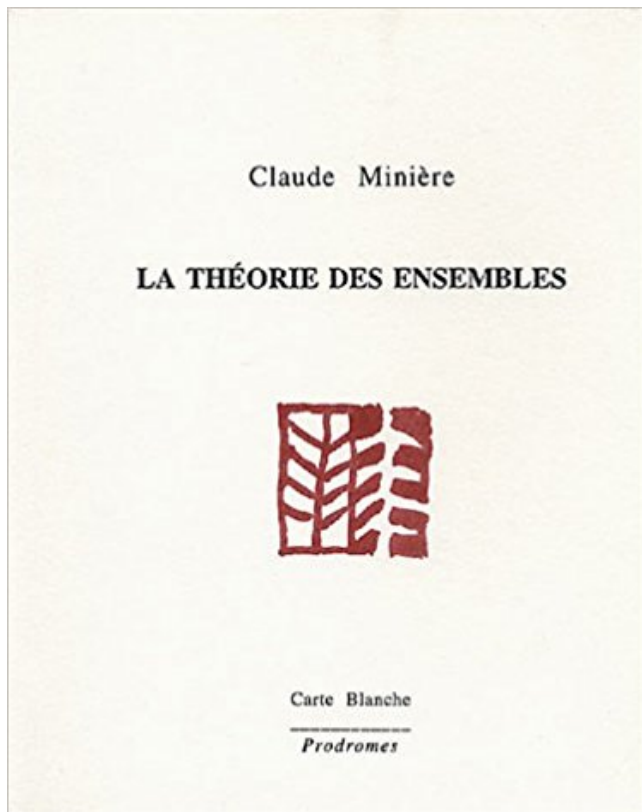 Claude Minière
LA THÉORIE DES ENSEMBLES
Carte Blanche
Prodromes